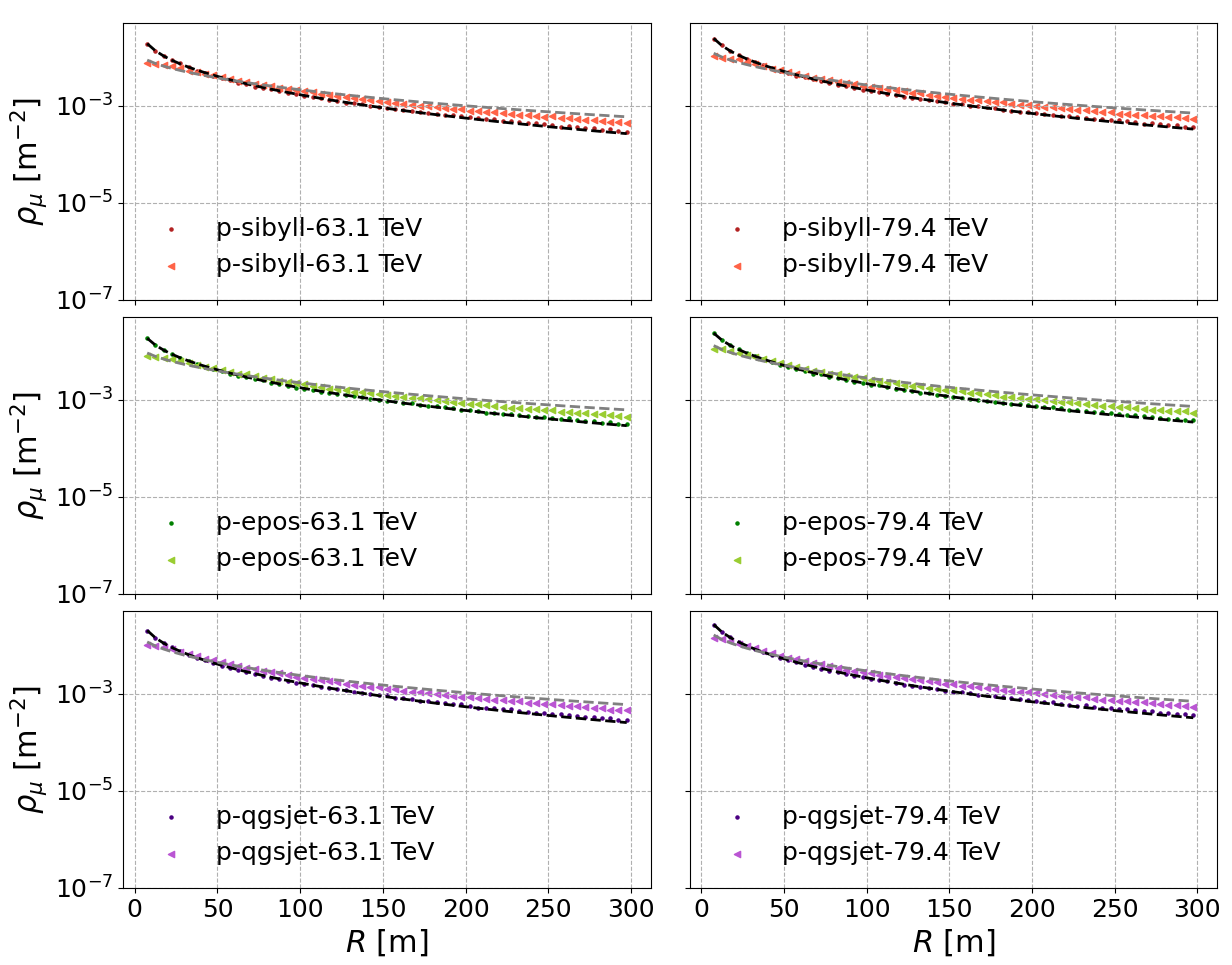 ρμ [m⁻²]
10⁻³
10⁻⁵
10⁻⁷
p-sibyll-63.1 TeV
p-sibyll-63.1 TeV
p-sibyll-79.4 TeV
p-sibyll-79.4 TeV
ρμ [m⁻²]
10⁻³
10⁻⁵
10⁻⁷
p-epos-63.1 TeV
p-epos-63.1 TeV
p-epos-79.4 TeV
p-epos-79.4 TeV
ρμ [m⁻²]
10⁻³
10⁻⁵
10⁻⁷
p-qgsjet-63.1 TeV
p-qgsjet-63.1 TeV
p-qgsjet-79.4 TeV
p-qgsjet-79.4 TeV
0 50 100 150 200 250 300
0 50 100 150 200 250 300
R [m]
R [m]